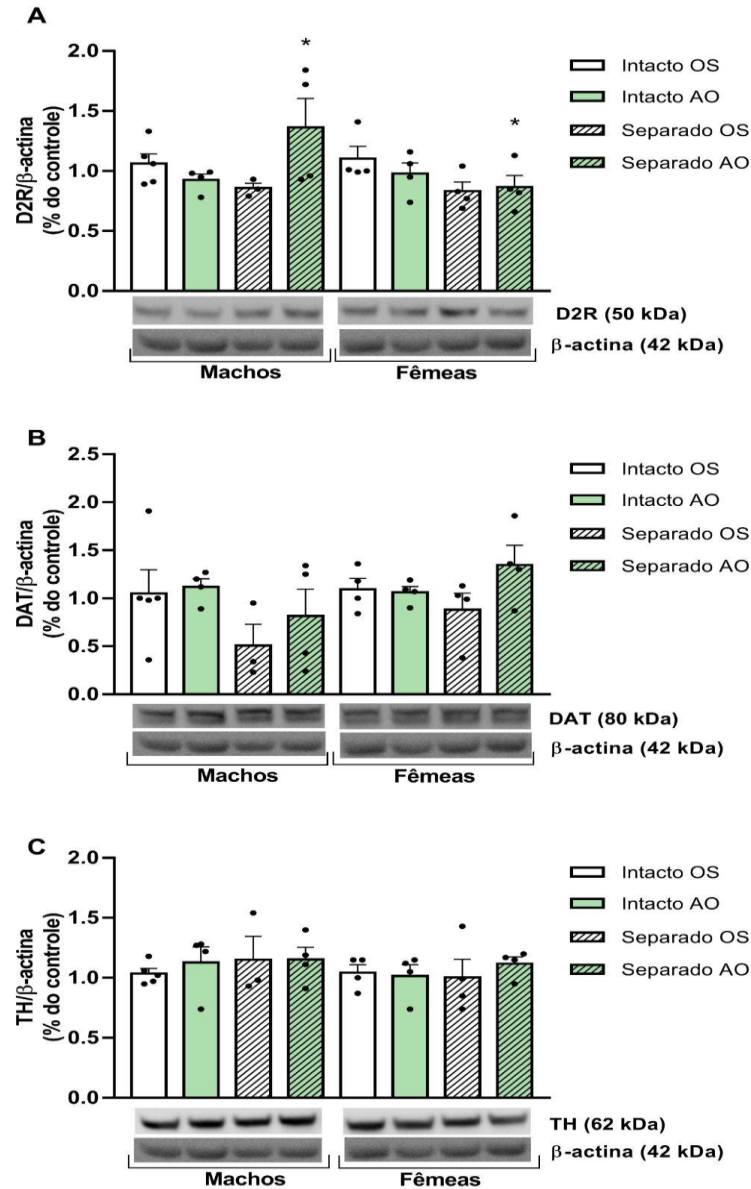 A
D2R/β-actina
(% do controle)
2.0
1.5
1.0
0.5
0.0
*
*
Intacto OS
Intacto AO
Separado OS
Separado AO
D2R (50 kDa)
β-actina (42 kDa)
Machos
Fêmeas
B
DAT/β-actina
(% do controle)
2.5
2.0
1.5
1.0
0.5
0.0
Intacto OS
Intacto AO
Separado OS
Separado AO
DAT (80 kDa)
β-actina (42 kDa)
Machos
Fêmeas
C
TH/β-actina
(% do controle)
2.0
1.5
1.0
0.5
0.0
Intacto OS
Intacto AO
Separado OS
Separado AO
TH (62 kDa)
β-actina (42 kDa)
Machos
Fêmeas